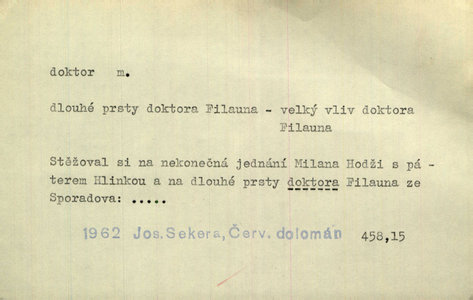 doktor m.
dlouhé prsty doktora Filauna - velký vliv doktora
Filauna
Stěžoval si na nekonečná jednání Milana Hodži s pá-
terem Hlinkou a na dlouhé prsty doktora Filauna ze
Sporadova: .....
1962 Jos. Sekera, Červ. dolomán 458,15